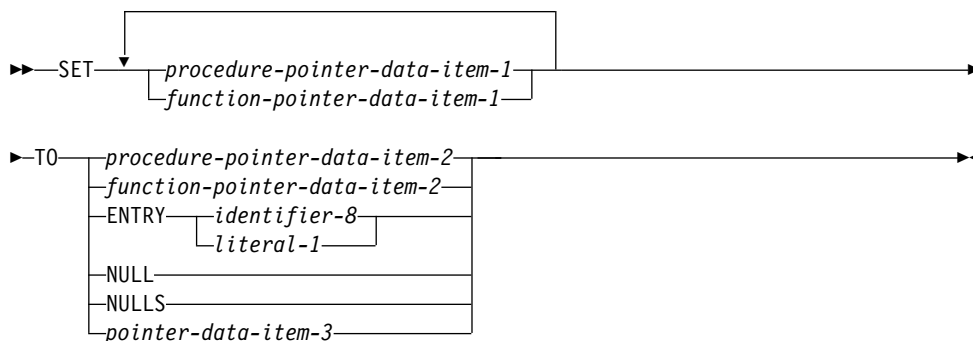 SET procedure-pointer-data-item-1
function-pointer-data-item-1
TO procedure-pointer-data-item-2
function-pointer-data-item-2
ENTRY identifier-8
literal-1
NULL
NULLS
pointer-data-item-3